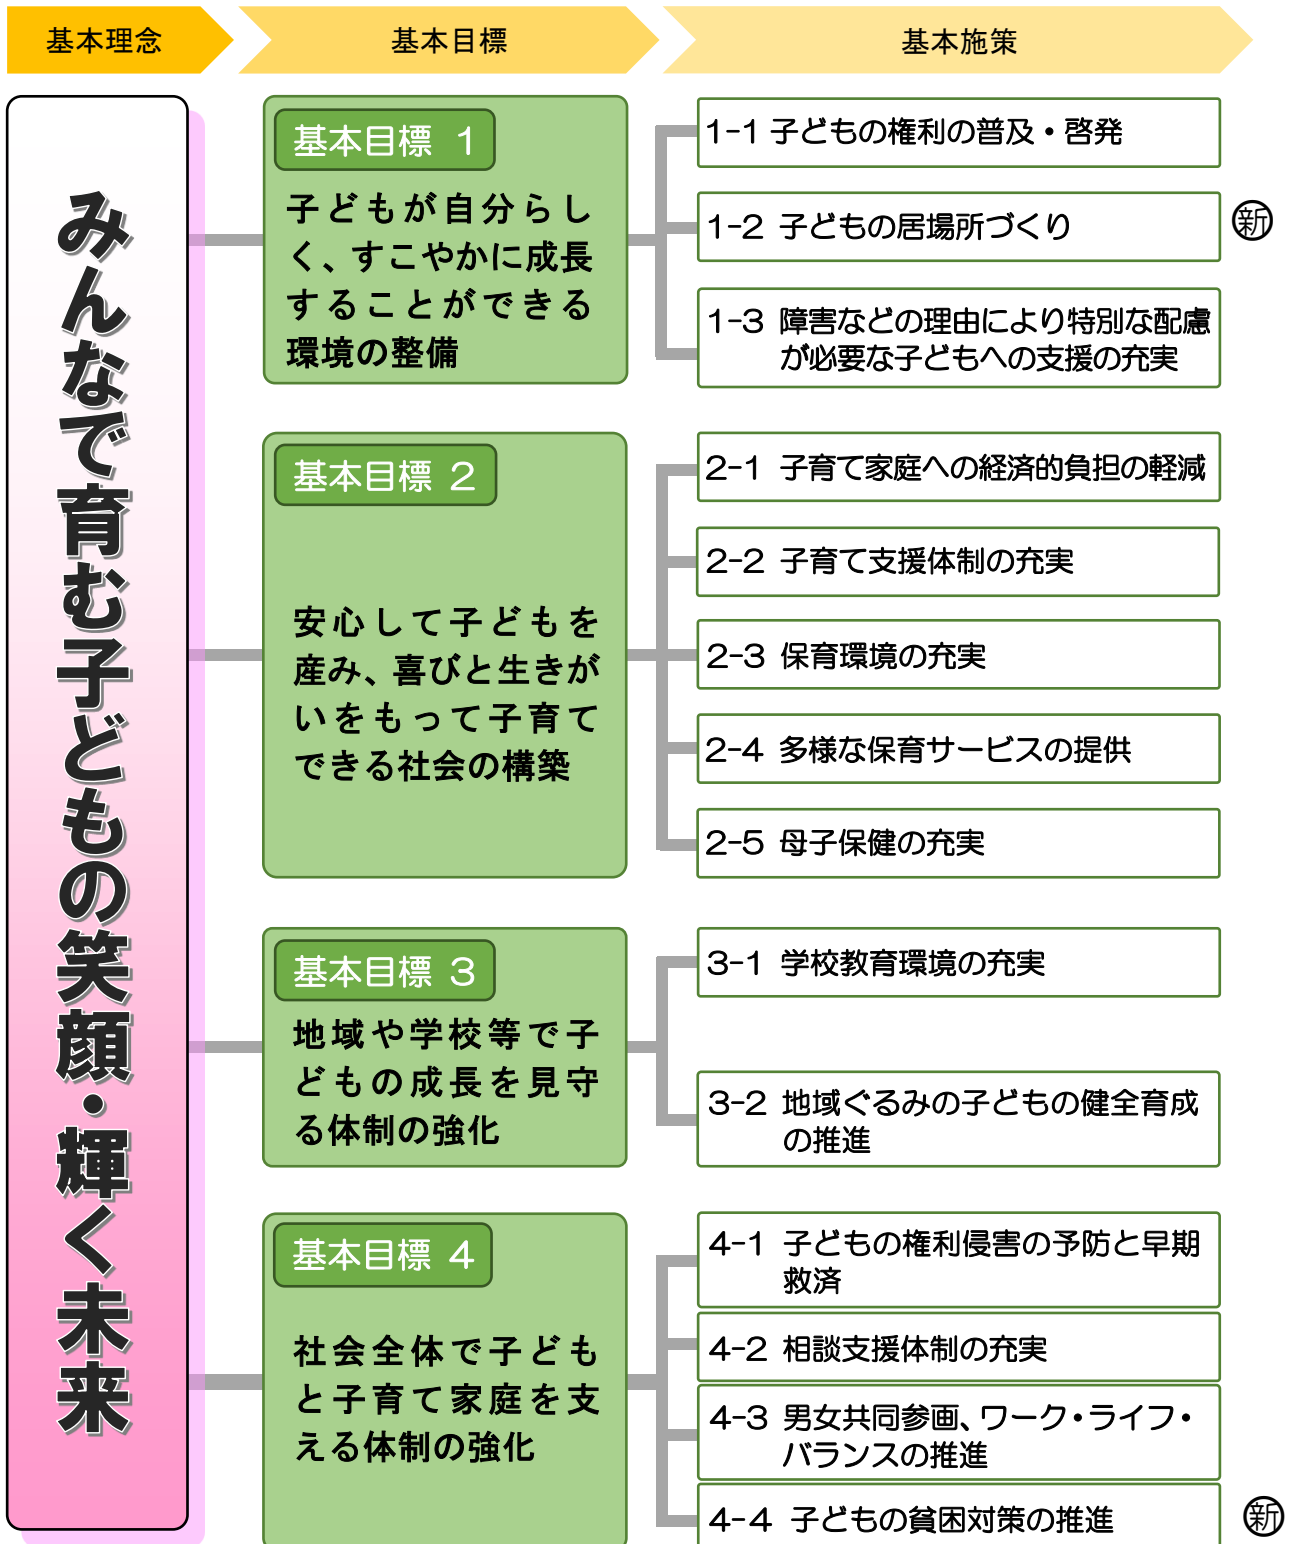 基本理念
基本目標
基本施策
みんなで育む子どもの笑顔・輝く未来
基本目標 1
子どもが自分らし
く、すこやかに成長
することができる
環境の整備
1-1 子どもの権利の普及・啓発
1-2 子どもの居場所づくり
新
1-3 障害などの理由により特別な配慮
が必要な子どもへの支援の充実
基本目標 2
安心して子どもを
産み、喜びと生きが
いをもって子育て
できる社会の構築
2-1 子育て家庭への経済的負担の軽減
2-2 子育て支援体制の充実
2-3 保育環境の充実
2-4 多様な保育サービスの提供
2-5 母子保健の充実
基本目標 3
地域や学校等で子
どもの成長を見守
る体制の強化
3-1 学校教育環境の充実
3-2 地域ぐるみの子どもの健全育成
の推進
基本目標 4
社会全体で子ども
と子育て家庭を支
える体制の強化
4-1 子どもの権利侵害の予防と早期
救済
4-2 相談支援体制の充実
4-3 男女共同参画、ワーク・ライフ・
バランスの推進
4-4 子どもの貧困対策の推進
新